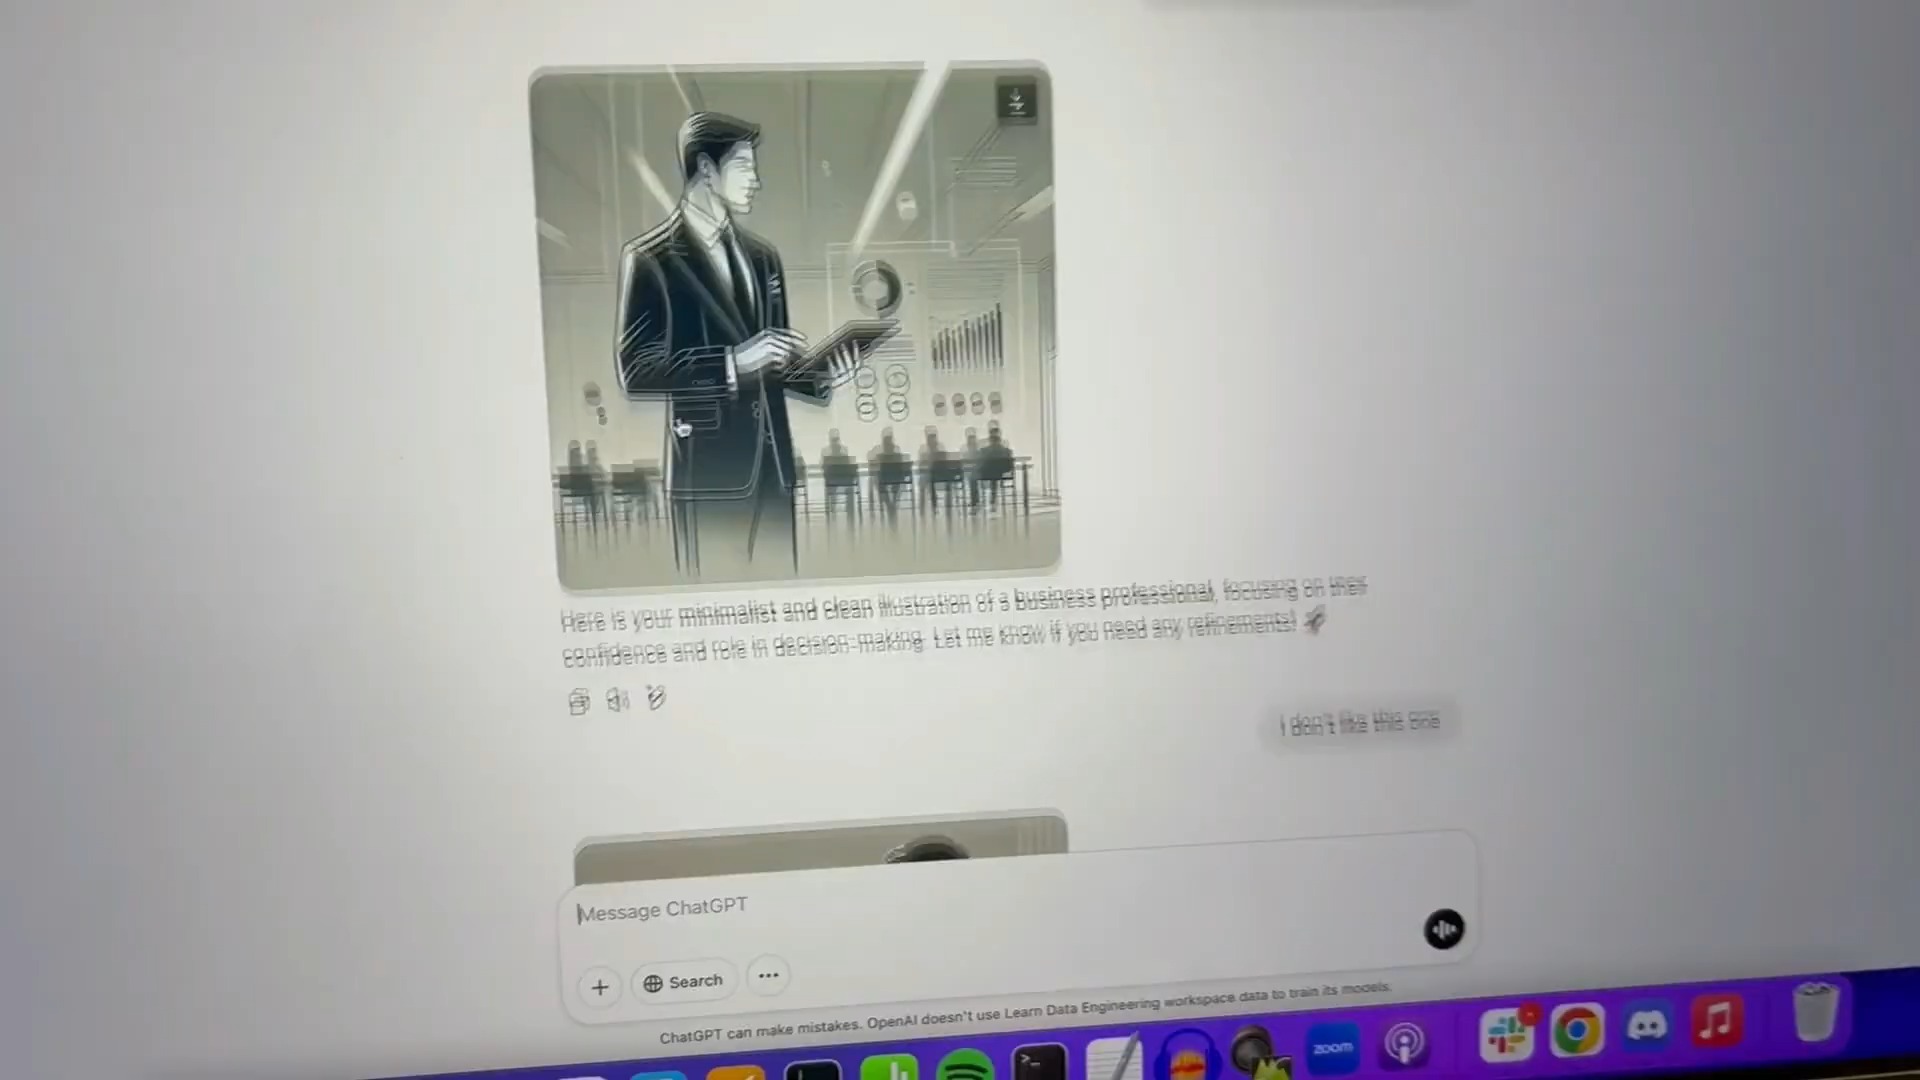 Here is your minimalist and clean illustration of a business professional, focusing on their
confidence and role in decision-making. Let me know if you need any refinements! 🚀
I don't like this one
Message ChatGPT
Search
ChatGPT can make mistakes. OpenAI doesn't use Learn Data Engineering workspace data to train its models.
zoom